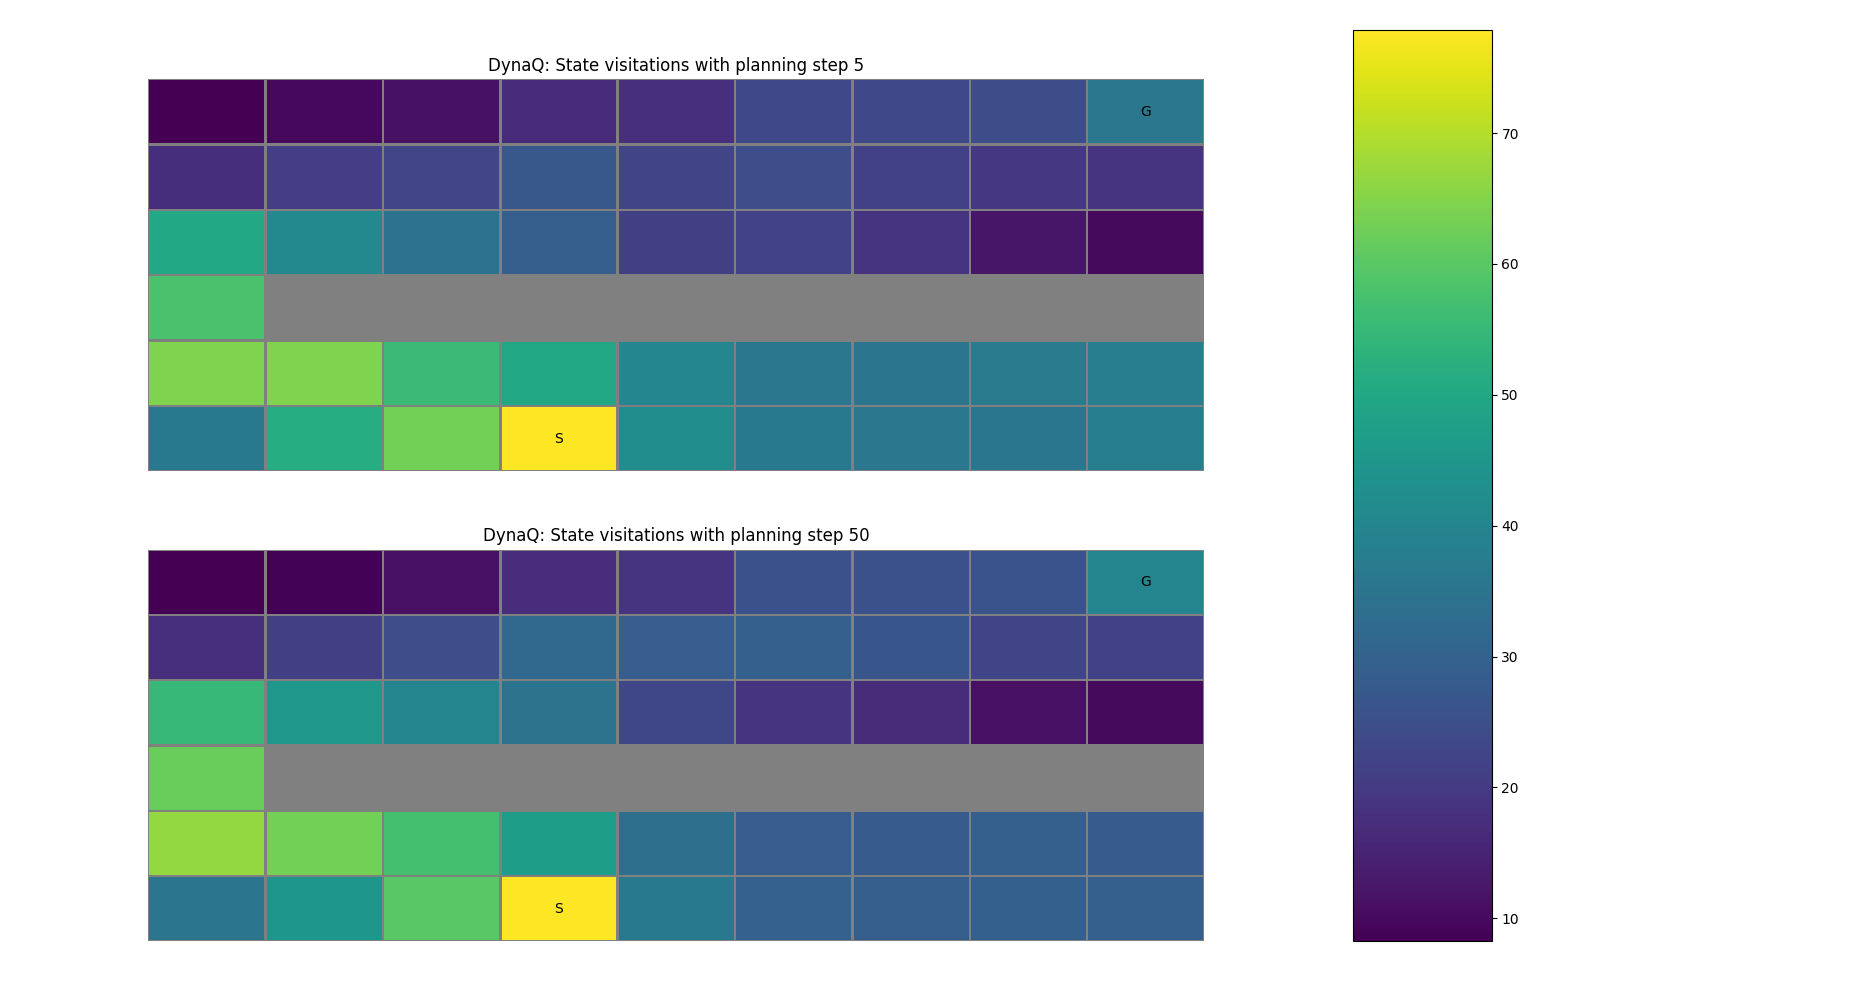 DynaQ: State visitations with planning step 5
G
S
DynaQ: State visitations with planning step 50
G
S
70
60
50
40
30
20
10